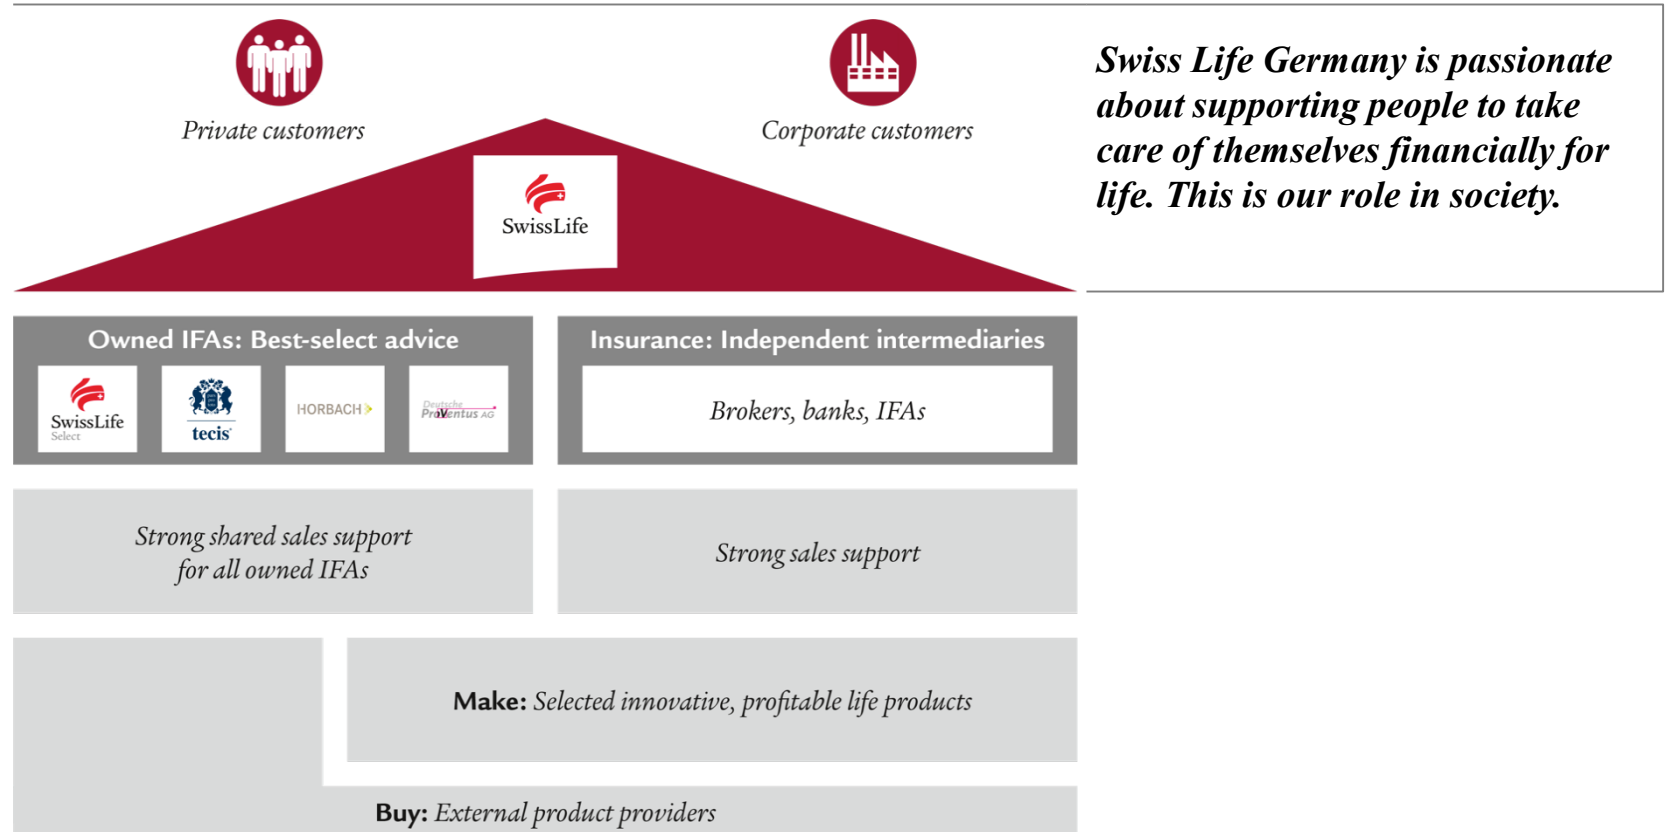 Private customers
Corporate customers
Swiss Life Germany is passionate
about supporting people to take
care of themselves financially for
life. This is our role in society.
SwissLife
Owned IFAs: Best-select advice
SwissLife
Select
tecis
HORBACH
Deutsche
ProVentus AG
Insurance: Independent intermediaries
Brokers, banks, IFAs
Strong shared sales support
for all owned IFAs
Strong sales support
Make: Selected innovative, profitable life products
Buy: External product providers